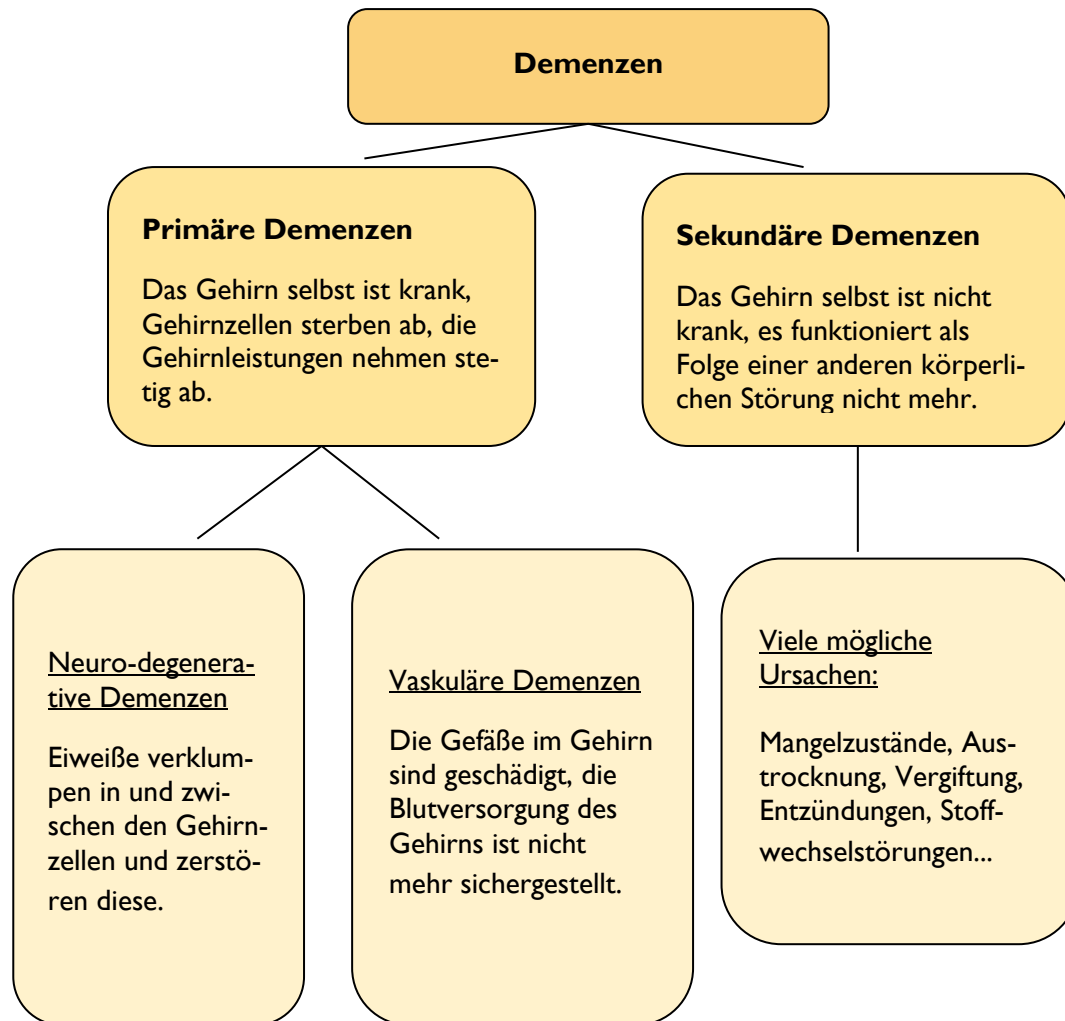 Demenzen
Primäre Demenzen
Das Gehirn selbst ist krank,
Gehirnzellen sterben ab, die
Gehirnleistungen nehmen ste-
tig ab.
Sekundäre Demenzen
Das Gehirn selbst ist nicht
krank, es funktioniert als
Folge einer anderen körperli-
chen Störung nicht mehr.
Neuro-degenera-
tive Demenzen
Eiweiße verklum-
pen in und zwi-
schen den Gehirn-
zellen und zerstö-
ren diese.
Vaskuläre Demenzen
Die Gefäße im Gehirn
sind geschädigt, die
Blutversorgung des
Gehirns ist nicht
mehr sichergestellt.
Viele mögliche
Ursachen:
Mangelzustände, Aus-
trocknung, Vergiftung,
Entzündungen, Stoff-
wechselstörungen...